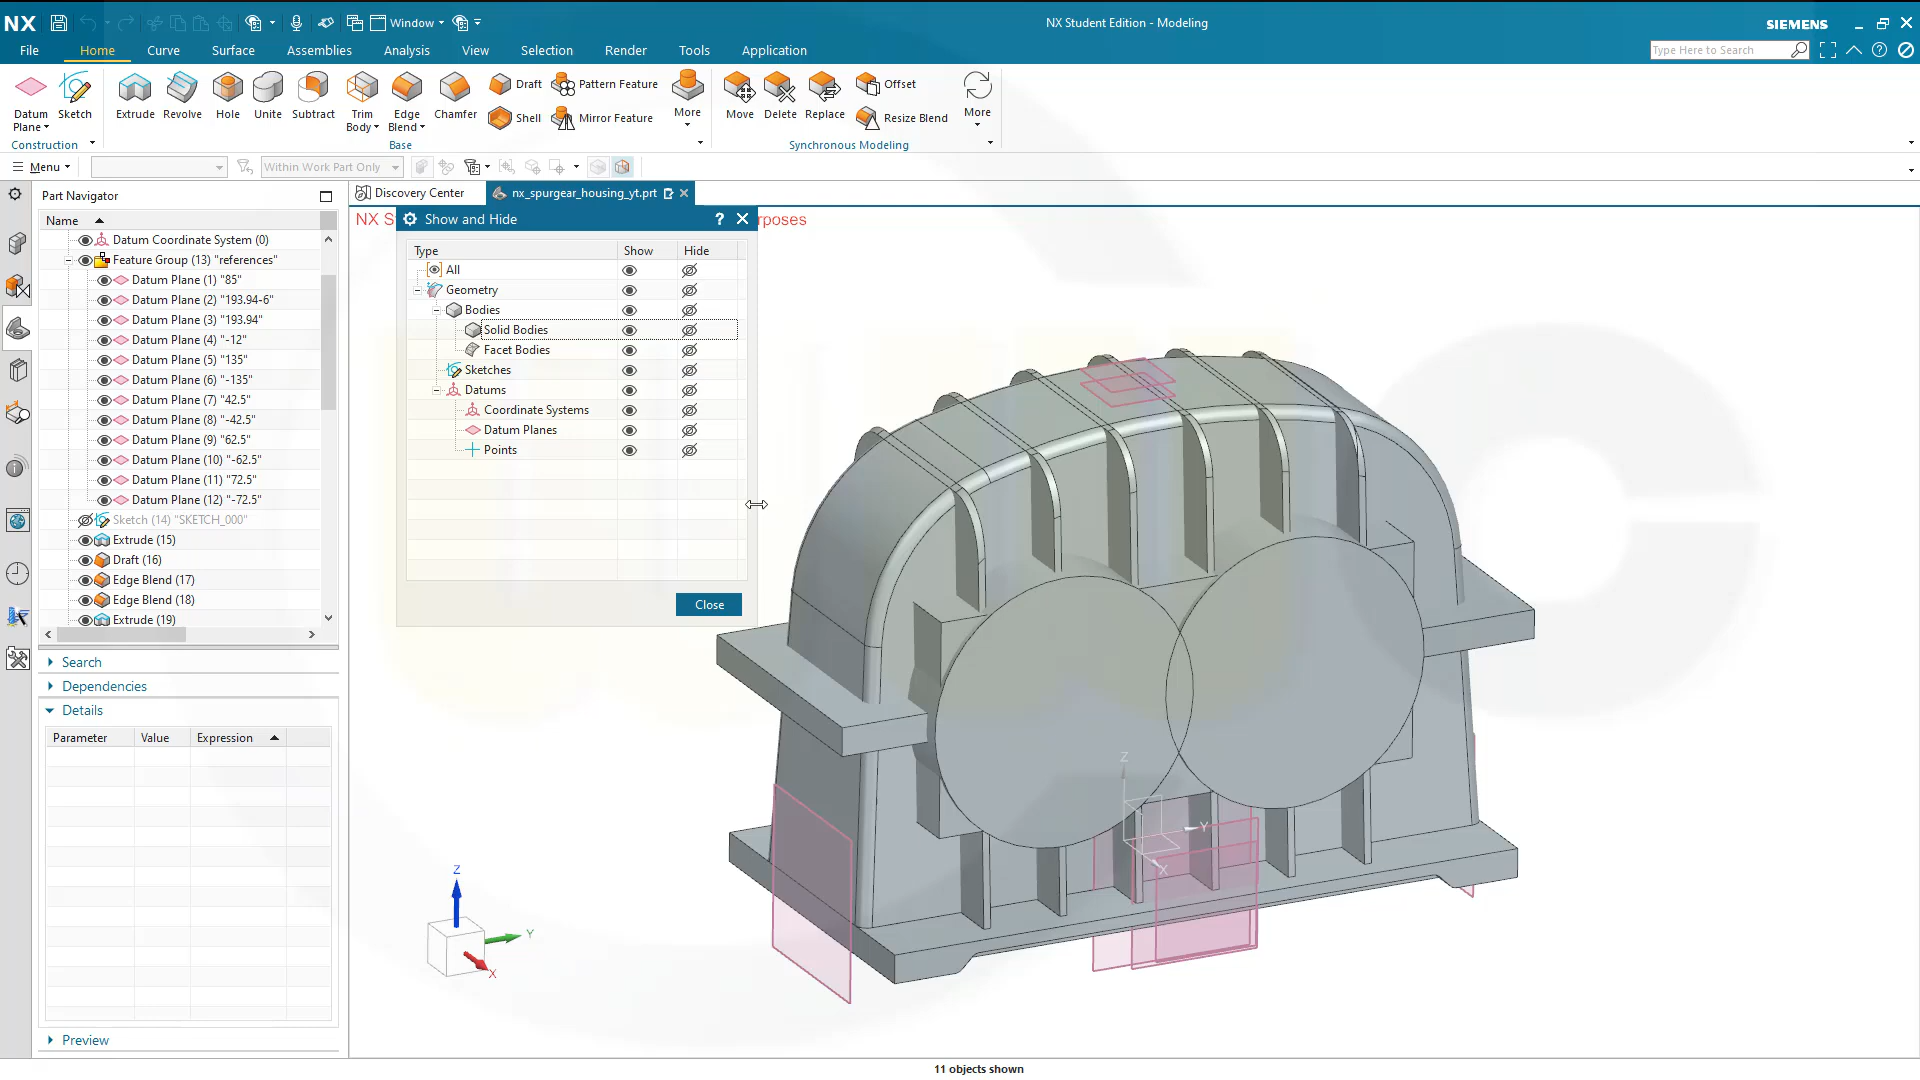 NX
Window
NX Student Edition - Modeling
SIEMENS
File
Home
Curve
Surface
Assemblies
Analysis
View
Selection
Render
Tools
Application
Type Here to Search
Datum Plane
Sketch
Extrude
Revolve
Hole
Unite
Subtract
Trim Body
Edge Blend
Chamfer
Draft
Shell
Pattern Feature
Mirror Feature
More
Move
Delete
Replace
Offset
Resize Blend
More
Construction
Base
Synchronous Modeling
Menu
Within Work Part Only
Part Navigator
Discovery Center
nx_spurgear_housing_yt.prt
NX S
rposes
Name
Datum Coordinate System (0)
Feature Group (13) "references"
Datum Plane (1) "85"
Datum Plane (2) "193.94-6"
Datum Plane (3) "193.94"
Datum Plane (4) "-12"
Datum Plane (5) "135"
Datum Plane (6) "-135"
Datum Plane (7) "42.5"
Datum Plane (8) "-42.5"
Datum Plane (9) "62.5"
Datum Plane (10) "-62.5"
Datum Plane (11) "72.5"
Datum Plane (12) "-72.5"
Sketch (14) "SKETCH_000"
Extrude (15)
Draft (16)
Edge Blend (17)
Edge Blend (18)
Extrude (19)
Search
Dependencies
Details
Parameter
Value
Expression
Preview
Show and Hide
?
Type
Show
Hide
All
Geometry
Bodies
Solid Bodies
Facet Bodies
Sketches
Datums
Coordinate Systems
Datum Planes
Points
Close
Z
Y
X
Z
Y
X
11 objects shown